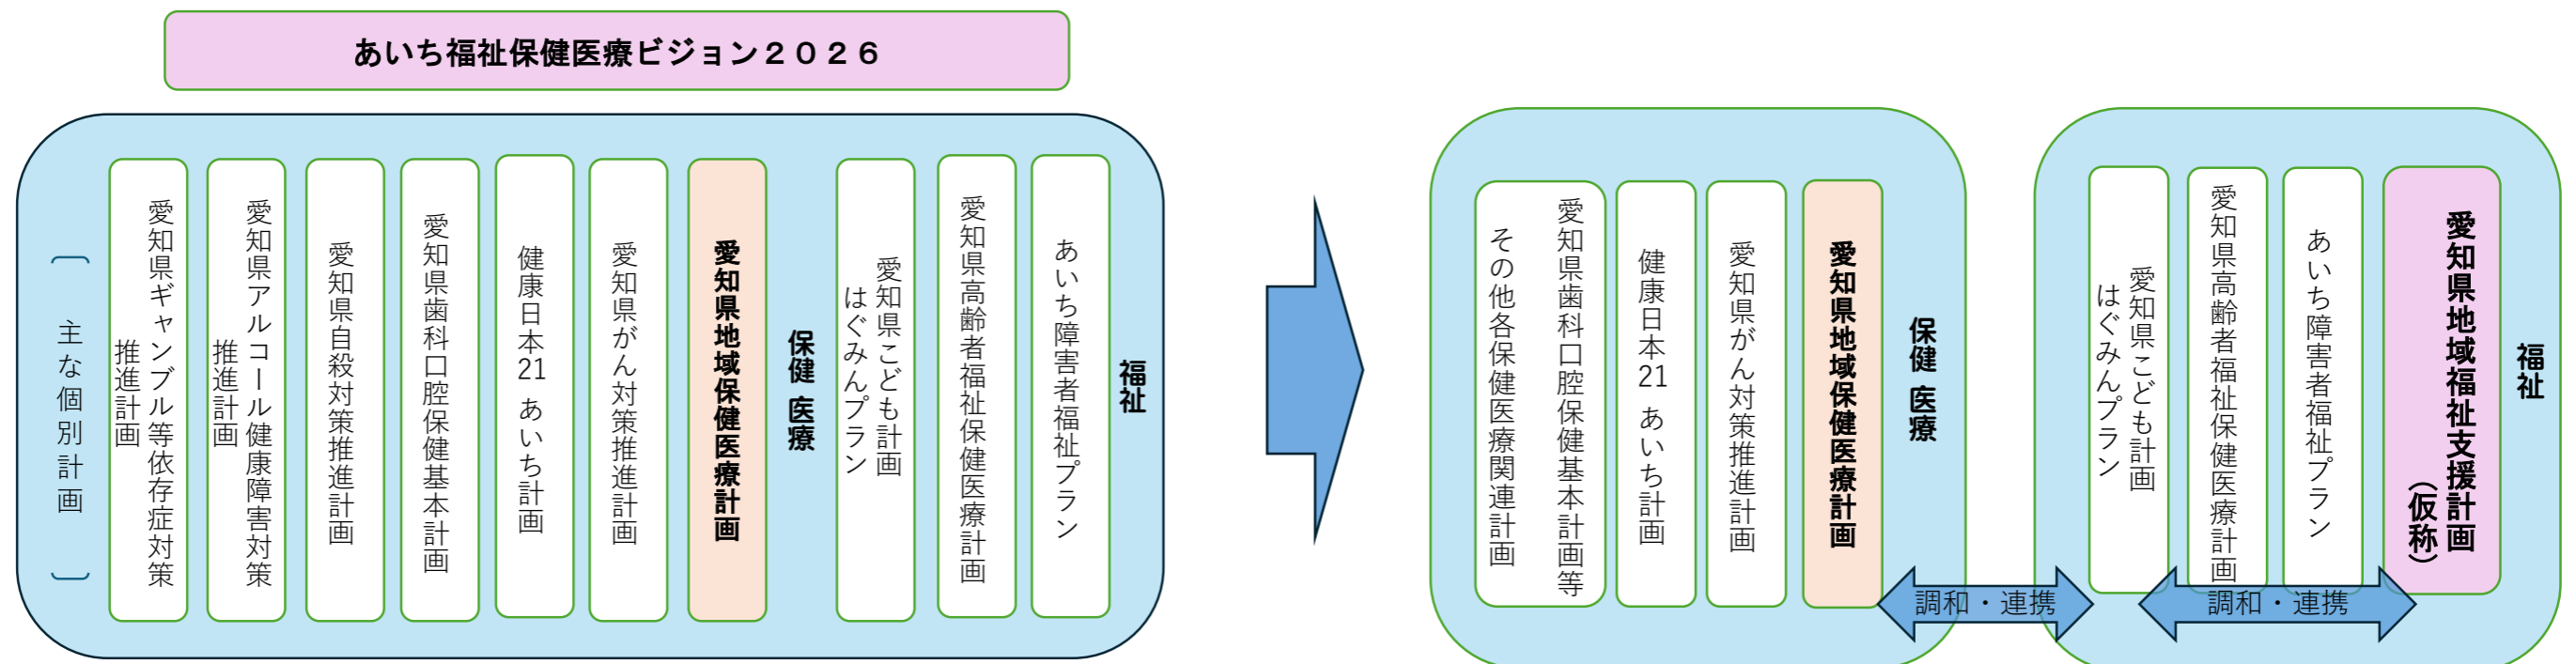 あいち福祉保健医療ビジョン２０２６
福祉
あいち障害者福祉プラン
愛知県高齢者福祉保健医療計画
愛知県こども計画
はぐみんプラン
保健 医療
愛知県地域保健医療計画
愛知県がん対策推進計画
健康日本21 あいち計画
愛知県歯科口腔保健基本計画
愛知県自殺対策推進計画
愛知県アルコール健康障害対策
推進計画
愛知県ギャンブル等依存症対策
推進計画
〔 主な個別計画 〕
福祉
愛知県地域福祉支援計画
（仮称）
あいち障害者福祉プラン
愛知県高齢者福祉保健医療計画
愛知県こども計画
はぐみんプラン
調和・連携
保健 医療
愛知県地域保健医療計画
愛知県がん対策推進計画
健康日本21 あいち計画
愛知県歯科口腔保健基本計画等
その他各保健医療関連計画
調和・連携